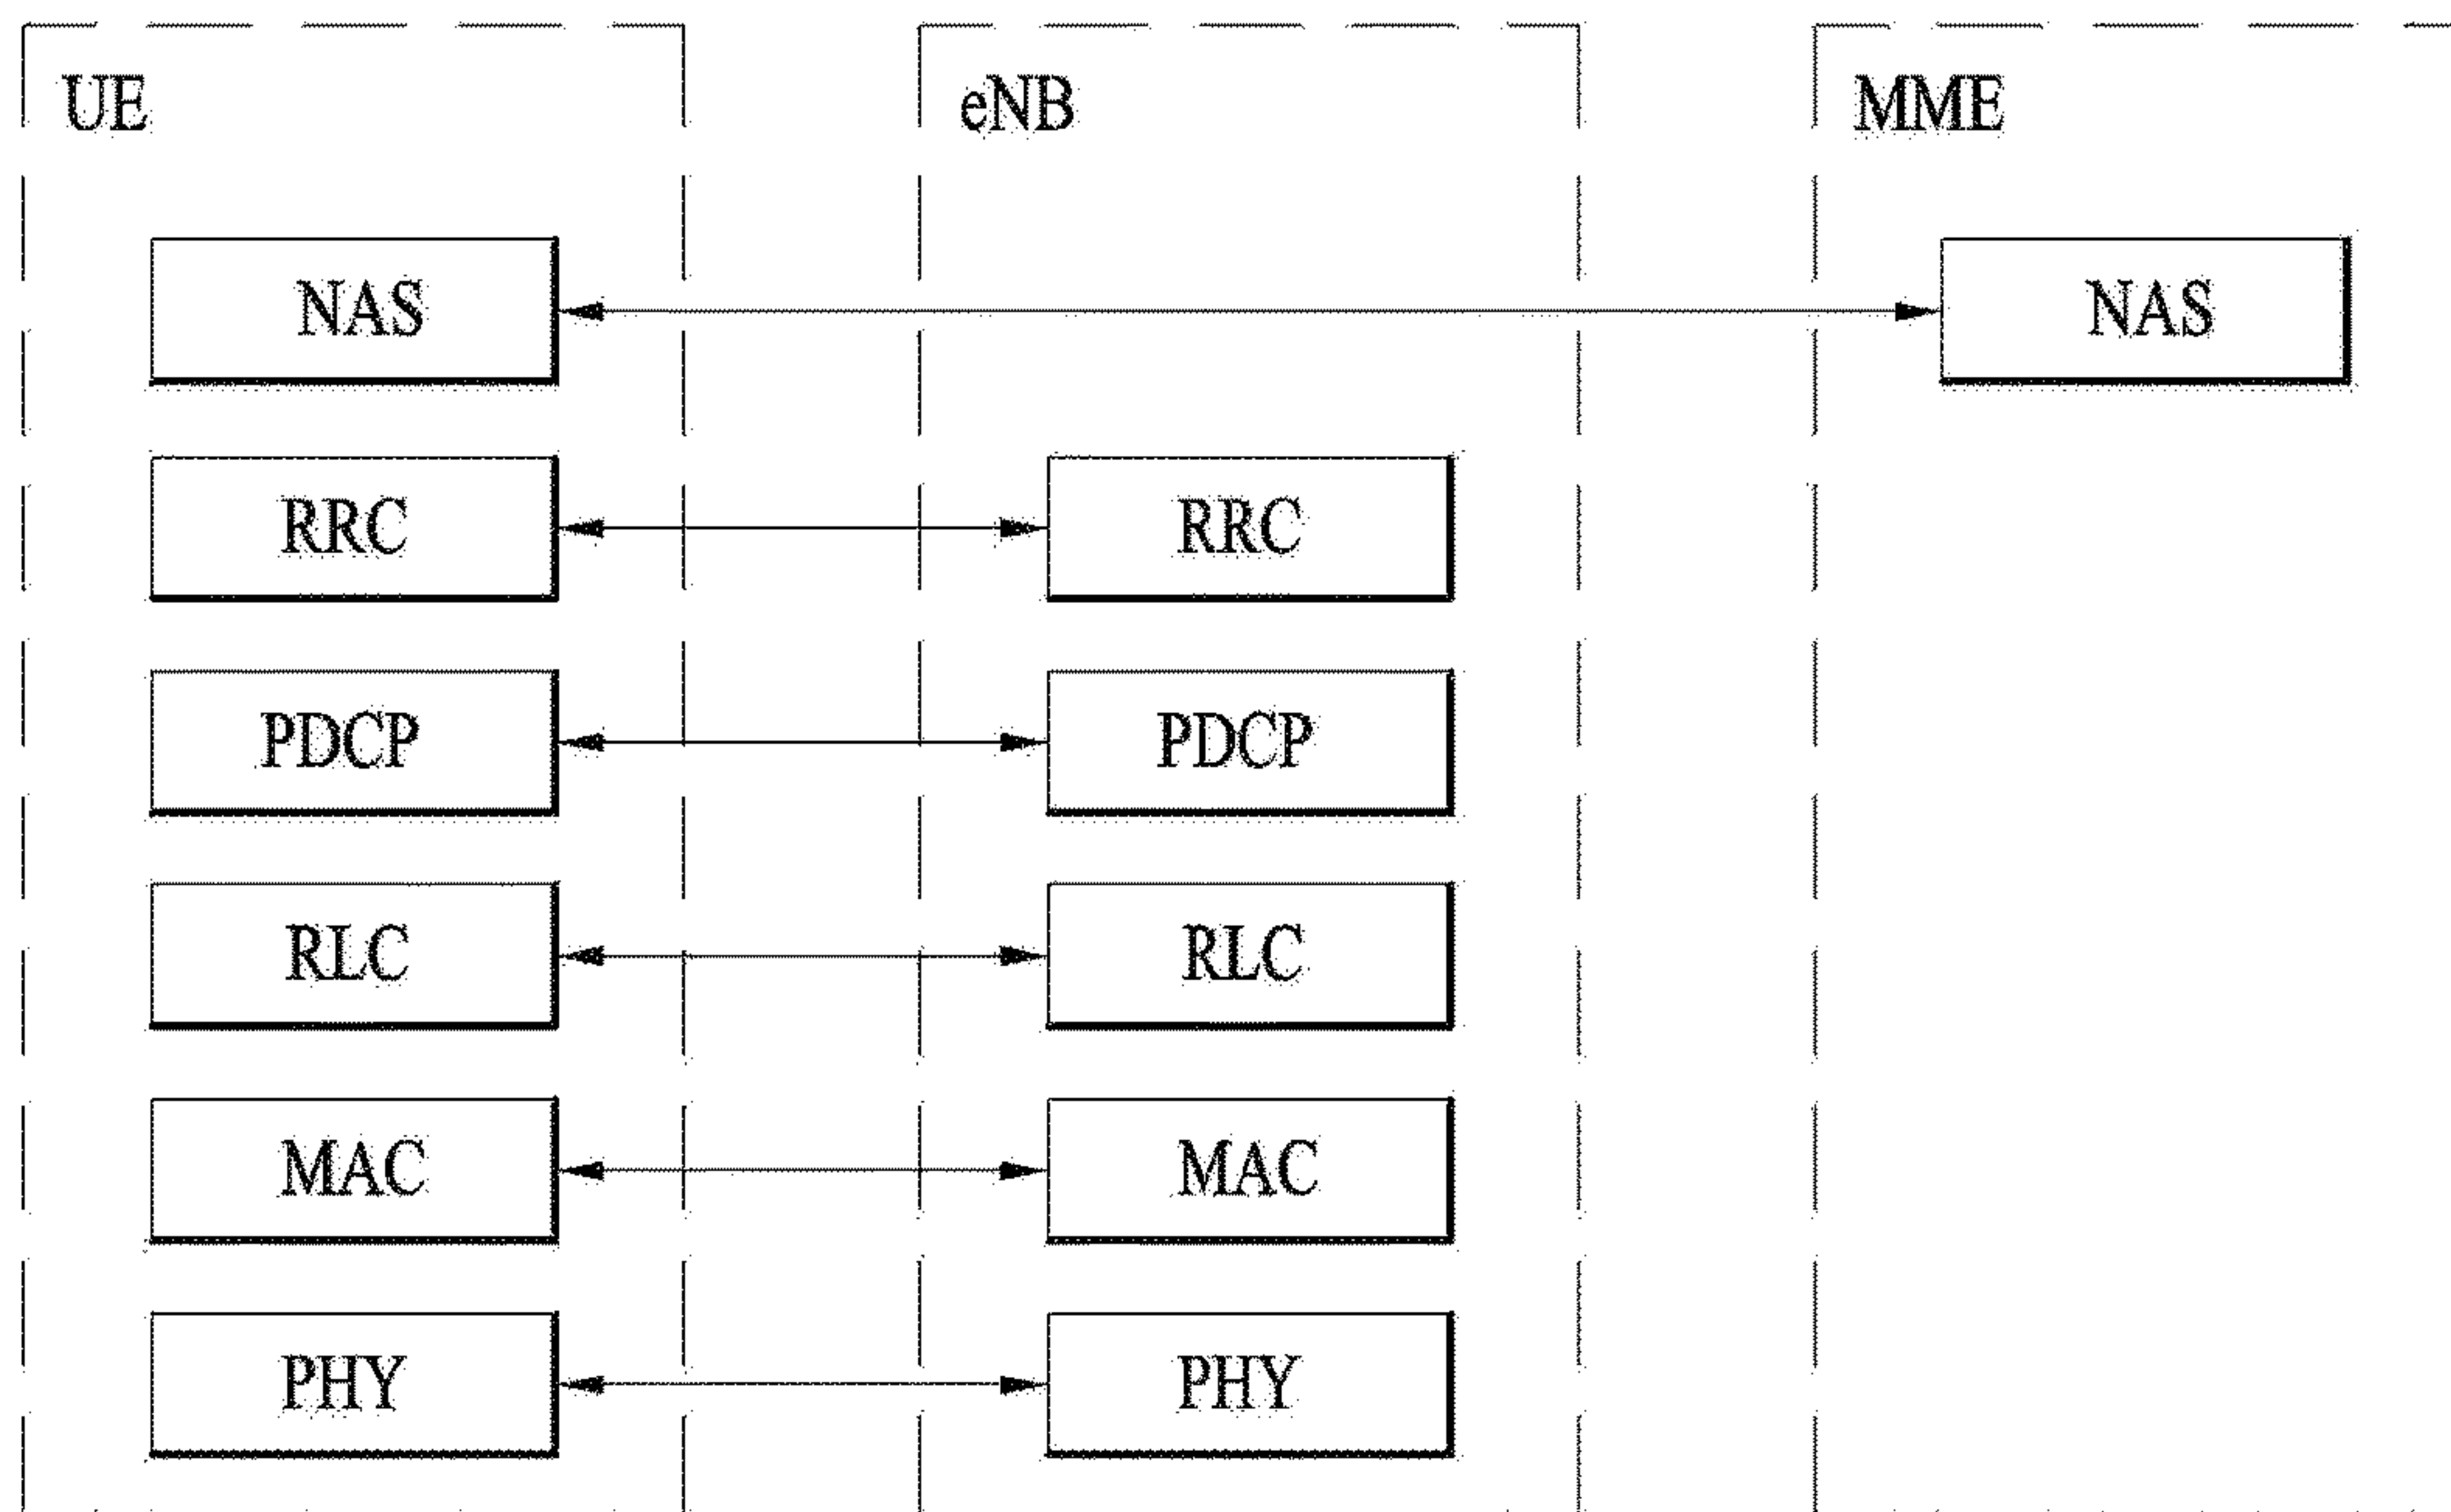 UE eNB MME
NAS NAS
RRC RRC
PDCP PDCP
RLC RLC
MAC MAC
PHY PHY